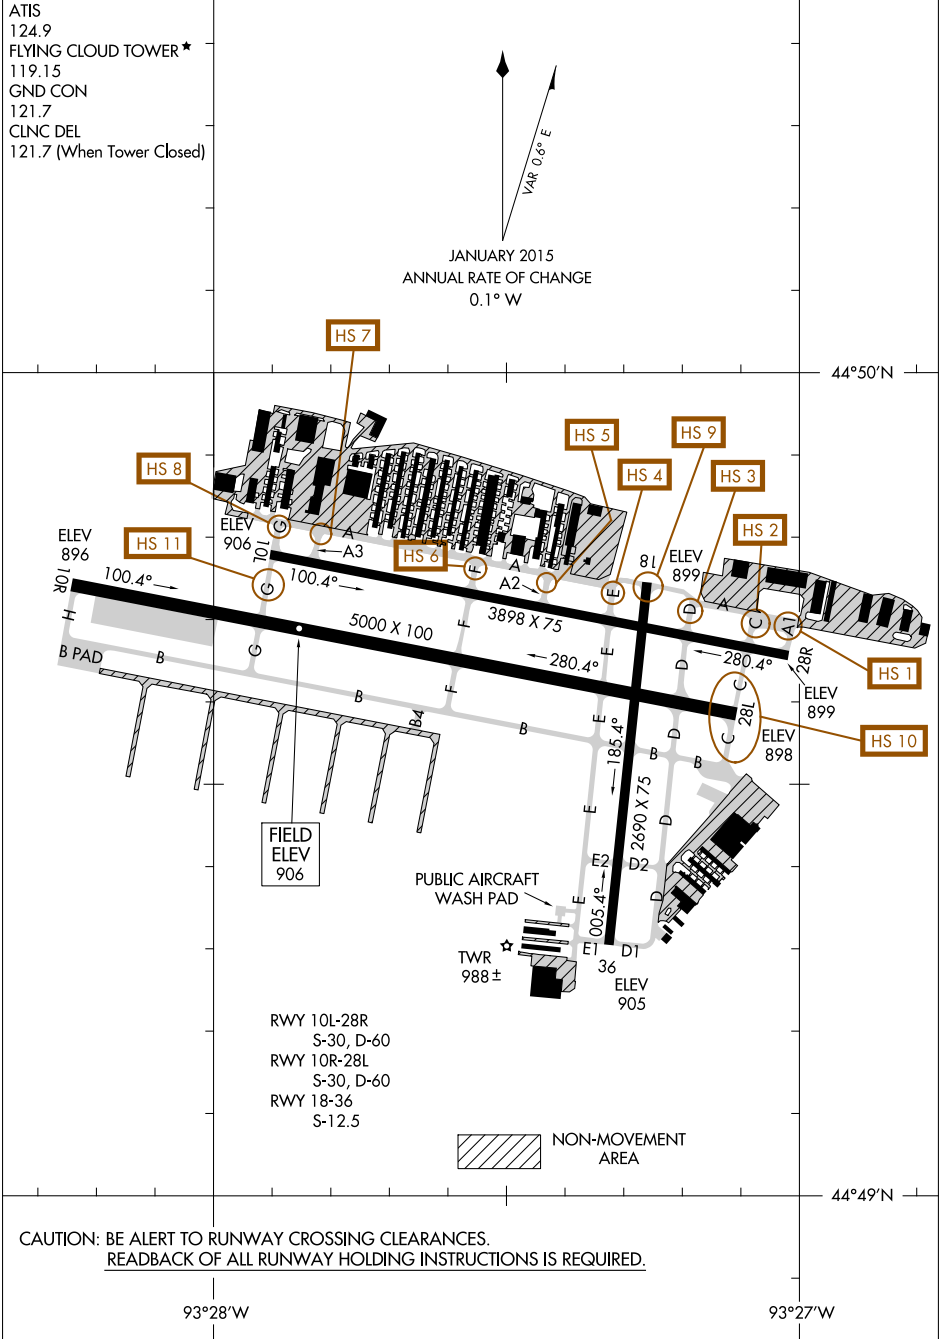 ATIS
124.9
FLYING CLOUD TOWER ★
119.15
GND CON
121.7
CLNC DEL
121.7 (When Tower Closed)
VAR 0.6° E
JANUARY 2015
ANNUAL RATE OF CHANGE
0.1° W
44°50'N
HS 7
HS 5
HS 9
HS 4
HS 3
HS 8
HS 2
HS 11
HS 6
HS 1
HS 10
ELEV
896
10R
100.4°
ELEV
906
10L
G
A
A3
G
100.4°
F
A
A2
E
18
ELEV
899
D
A
C
A1
3898 X 75
5000 X 100
280.4°
280.4°
28R
ELEV
899
28L
ELEV
898
H
B PAD
B
G
F
F
B
B4
B
E
E
D
C
C
D
B
B
185.4°
E
2690 X 75
D
E2
D2
FIELD
ELEV
906
PUBLIC AIRCRAFT
WASH PAD
E
005.4°
D
TWR
988±
E1
D1
36
ELEV
905
RWY 10L-28R
S-30, D-60
RWY 10R-28L
S-30, D-60
RWY 18-36
S-12.5
NON-MOVEMENT
AREA
44°49'N
CAUTION: BE ALERT TO RUNWAY CROSSING CLEARANCES.
READBACK OF ALL RUNWAY HOLDING INSTRUCTIONS IS REQUIRED.
93°28'W
93°27'W